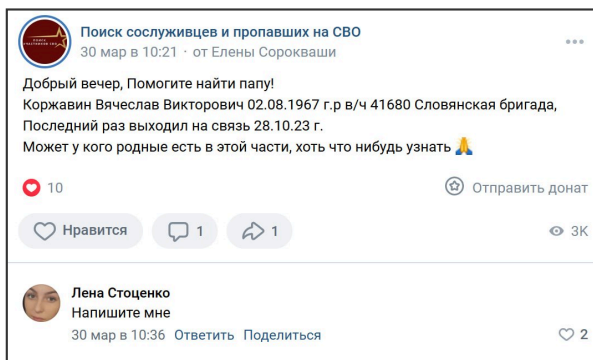 Поиск сослуживцев и пропавших на СВО
30 мар в 10:21 · от Елены Сорокваши
Добрый вечер, Помогите найти папу!
Коржавин Вячеслав Викторович 02.08.1967 г.р в/ч 41680 Словянская бригада,
Последний раз выходил на связь 28.10.23 г.
Может у кого родные есть в этой части, хоть что нибудь узнать 🙏
10
Отправить донат
Нравится 1 1 3K
Лена Стоценко
Напишите мне
30 мар в 10:36 Ответить Поделиться 2